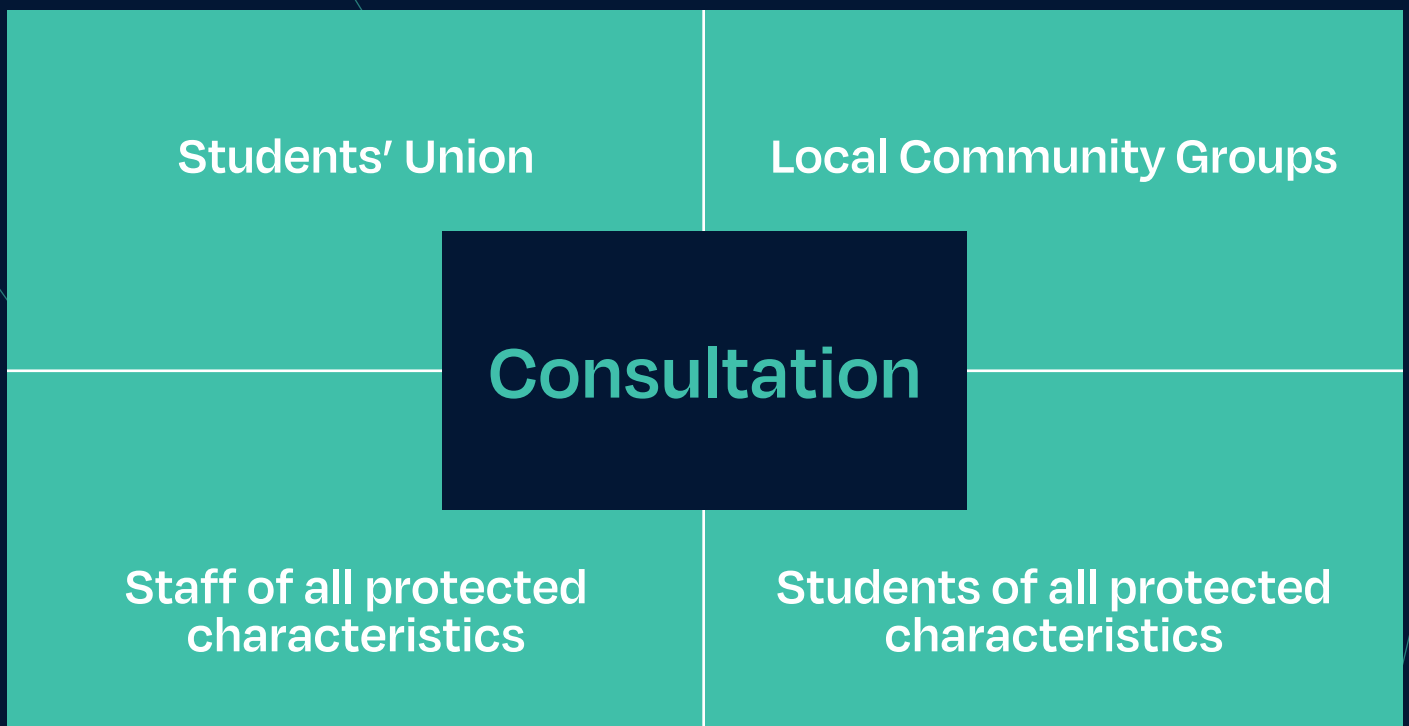 Students’ Union
Local Community Groups
Consultation
Staff of all protected
characteristics
Students of all protected
characteristics